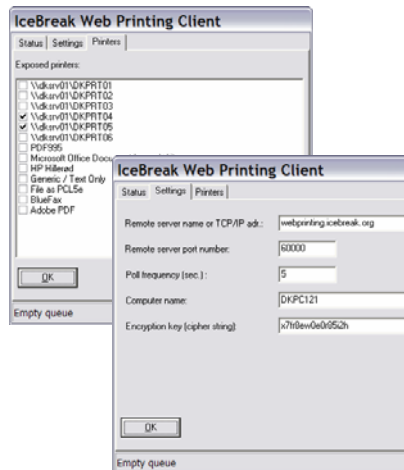 IceBreak Web Printing Client
Status Settings Printers
Exposed printers:
\\dksrv01\DKPRT01
\\dksrv01\DKPRT02
\\dksrv01\DKPRT03
\\dksrv01\DKPRT04
\\dksrv01\DKPRT05
\\dksrv01\DKPRT06
PDF995
Microsoft Office Docu
HP Hillerød
Generic / Text Only
File as PCL5e
BlueFax
Adobe PDF
OK
Empty queue
IceBreak Web Printing Client
Status Settings Printers
Remote server name or TCP/IP adr.: webprinting.icebreak.org
Remote server port number: 60000
Poll frequency (sec.) : 5
Computer name: DKPC121
Encryption key (cipher string):
OK
Empty queue